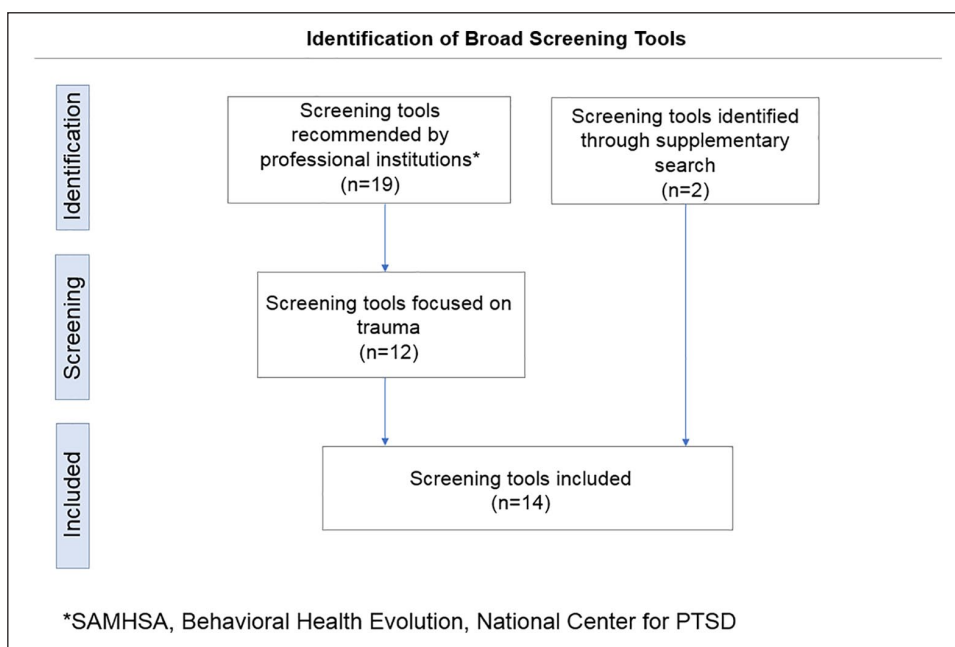 Identification of Broad Screening Tools
Identification
Screening tools
recommended by
professional institutions*
(n=19)
Screening tools identified
through supplementary
search
(n=2)
Screening
Screening tools focused on
trauma
(n=12)
Included
Screening tools included
(n=14)
*SAMHSA, Behavioral Health Evolution, National Center for PTSD